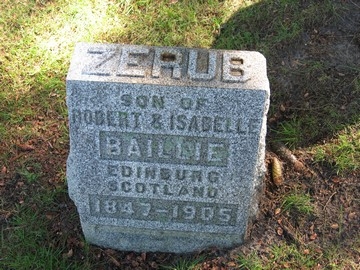 ZERUB
SON OF
ROBERT & ISABELLE
BAILLIE
EDINBURG
SCOTLAND
1847-1905